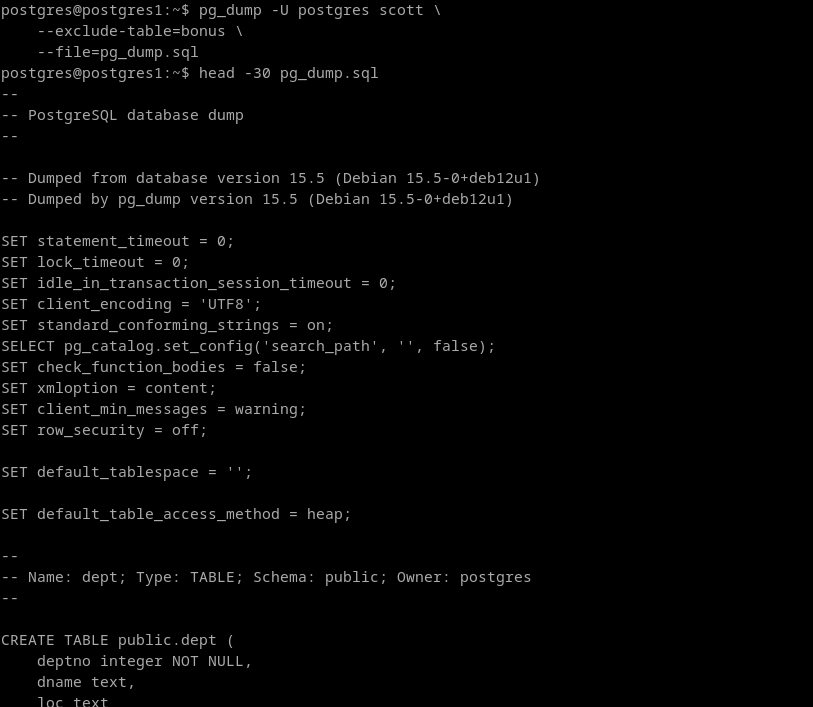 postgres@postgres1:~$ pg_dump -U postgres scott \
    --exclude-table=bonus \
    --file=pg_dump.sql
postgres@postgres1:~$ head -30 pg_dump.sql
--
-- PostgreSQL database dump
--

-- Dumped from database version 15.5 (Debian 15.5-0+deb12u1)
-- Dumped by pg_dump version 15.5 (Debian 15.5-0+deb12u1)

SET statement_timeout = 0;
SET lock_timeout = 0;
SET idle_in_transaction_session_timeout = 0;
SET client_encoding = 'UTF8';
SET standard_conforming_strings = on;
SELECT pg_catalog.set_config('search_path', '', false);
SET check_function_bodies = false;
SET xmloption = content;
SET client_min_messages = warning;
SET row_security = off;

SET default_tablespace = '';

SET default_table_access_method = heap;

--
-- Name: dept; Type: TABLE; Schema: public; Owner: postgres
--

CREATE TABLE public.dept (
    deptno integer NOT NULL,
    dname text,
    loc text